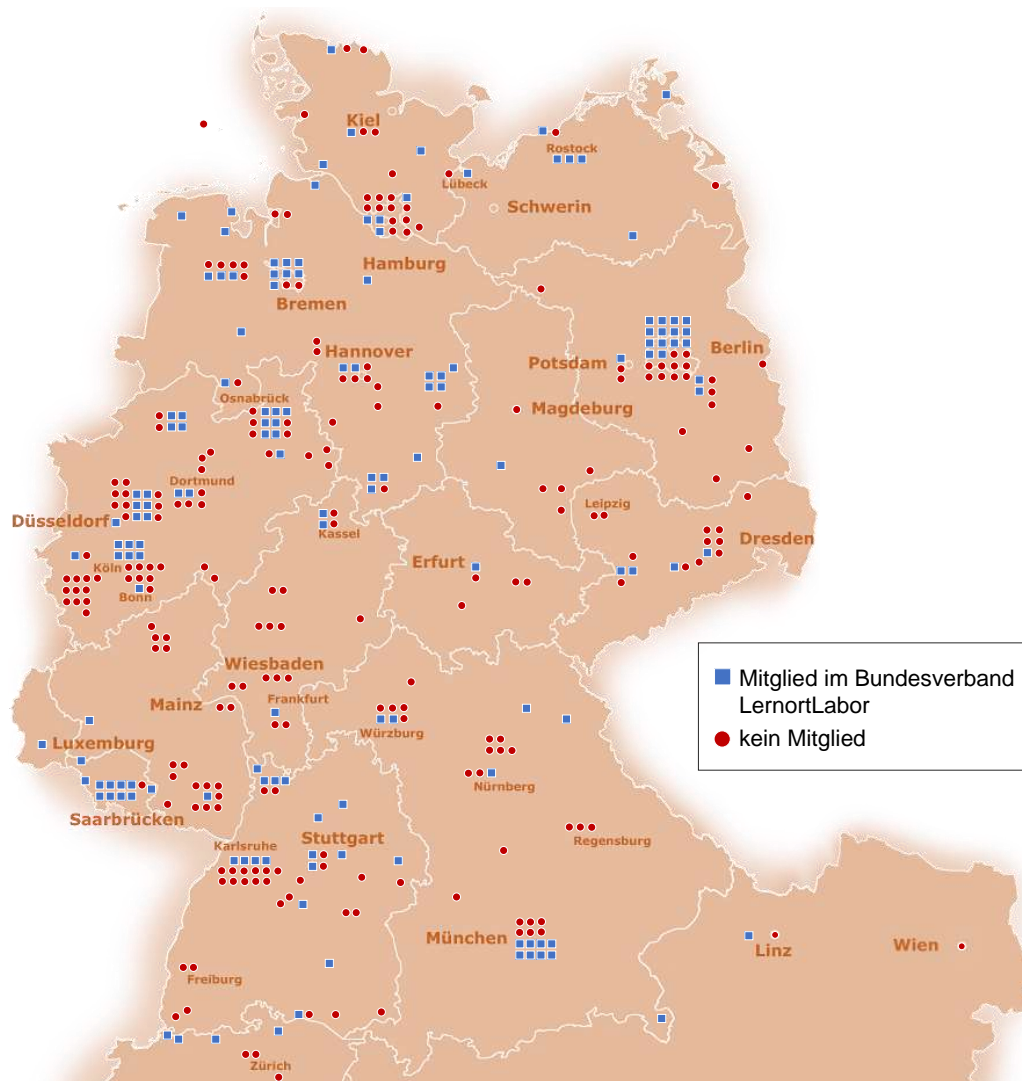 Kiel
Rostock
Lübeck
Schwerin
Hamburg
Bremen
Hannover
Berlin
Potsdam
Osnabrück
Magdeburg
Dortmund
Leipzig
Düsseldorf
Kassel
Dresden
Köln
Erfurt
Bonn
Wiesbaden
Mainz
Frankfurt
Würzburg
Luxemburg
Nürnberg
Saarbrücken
Stuttgart
Karlsruhe
Regensburg
München
Linz
Wien
Freiburg
Zürich
Mitglied im Bundesverband
LernortLabor
kein Mitglied